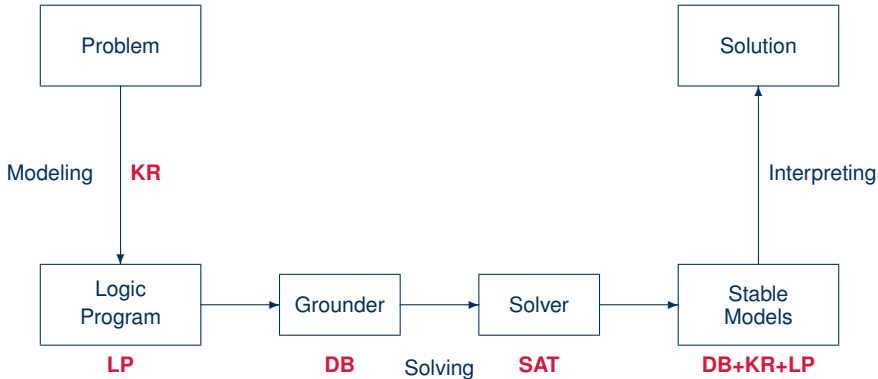 Problem
Solution
Modeling
KR
Interpreting
Logic
Program
Grounder
Solver
Stable
Models
LP
DB
Solving
SAT
DB+KR+LP